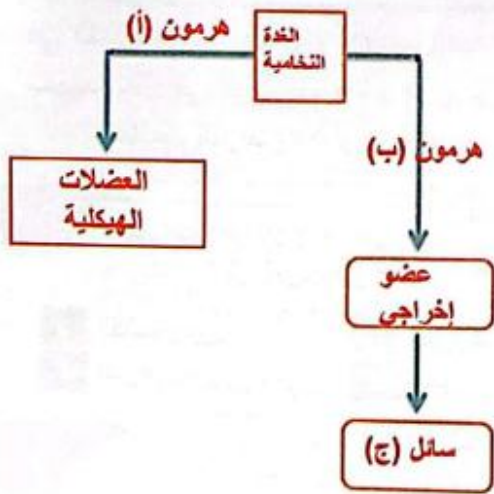 هرمون (أ)
الغدة
النخامية
هرمون (ب)
العضلات
الهيكلية
عضو
إخراجي
سائل (ج)